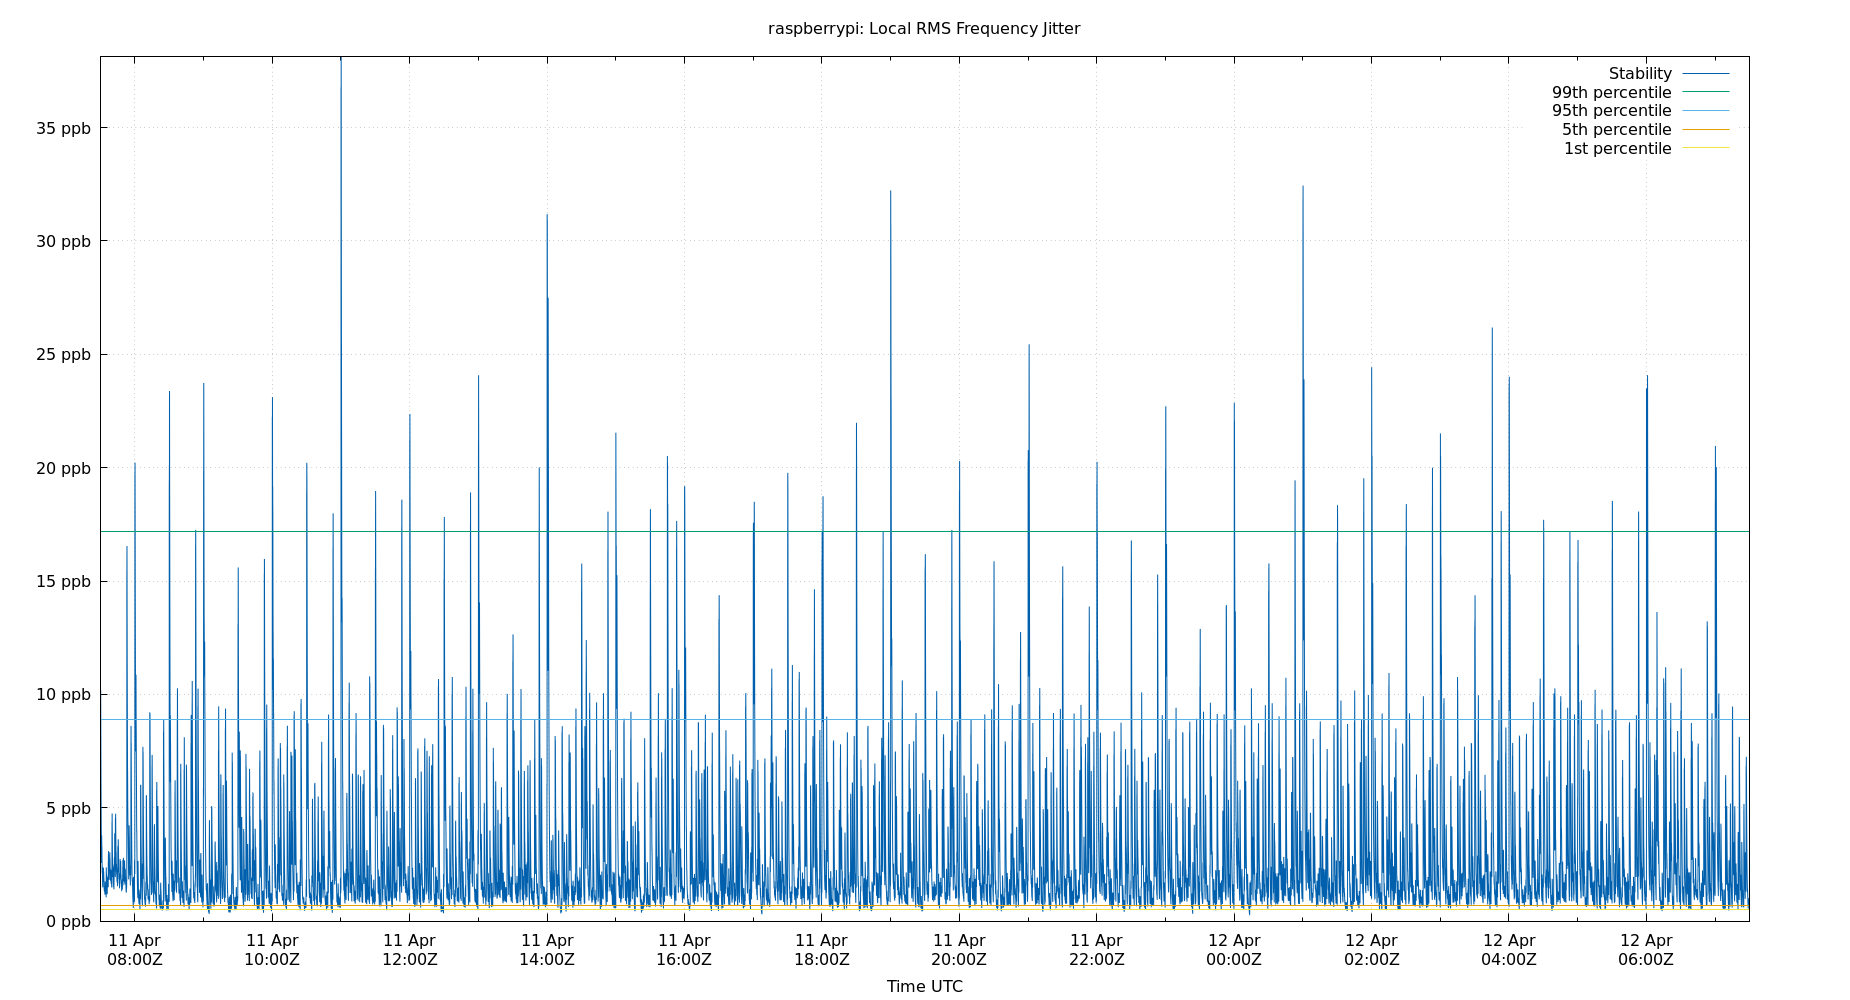 raspberrypi: Local RMS Frequency Jitter
Stability
99th percentile
95th percentile
5th percentile
1st percentile
35 ppb
30 ppb
25 ppb
20 ppb
15 ppb
10 ppb
5 ppb
0 ppb
11 Apr 11 Apr 11 Apr 11 Apr 11 Apr 11 Apr 11 Apr 11 Apr 12 Apr 12 Apr 12 Apr 12 Apr
08:00Z 10:00Z 12:00Z 14:00Z 16:00Z 18:00Z 20:00Z 22:00Z 00:00Z 02:00Z 04:00Z 06:00Z
Time UTC